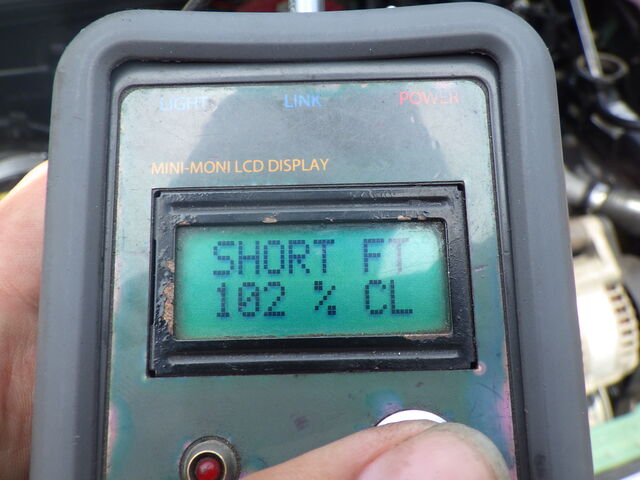 LIGHT LINK POWER
MINI-MONI LCD DISPLAY
SHORT FT
102 % CL